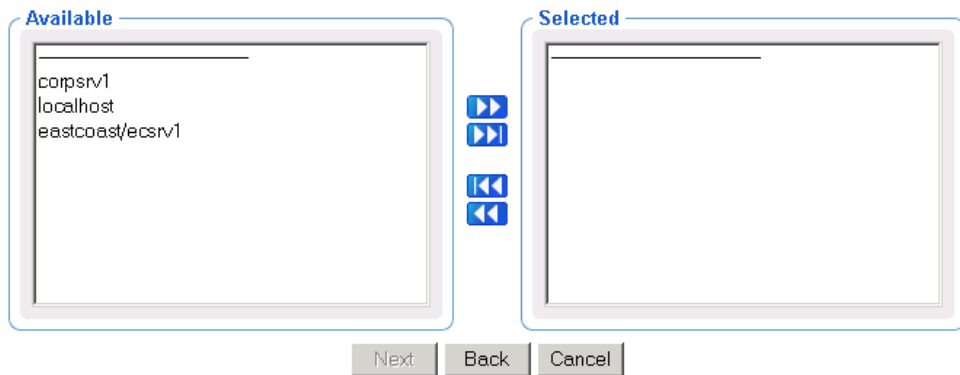 Available
corpsrv1
localhost
eastcoast/ecsrv1
Selected
Next
Back
Cancel